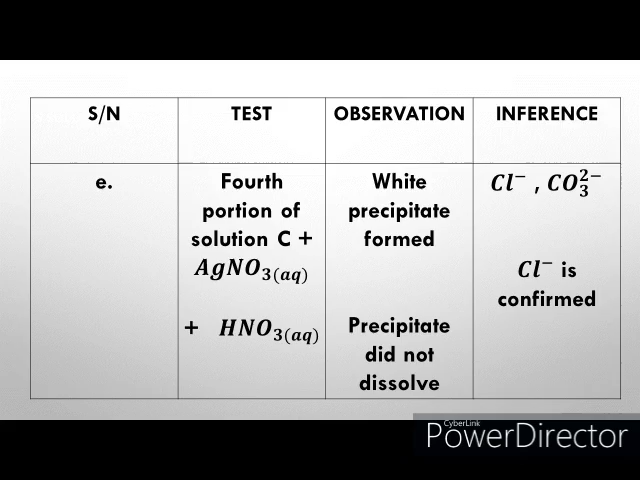 S/N TEST OBSERVATION INFERENCE
e. Fourth White Cl⁻ , CO₃²⁻
portion of precipitate
solution C + formed
AgNO₃(aq) Cl⁻ is
confirmed
+ HNO₃(aq) Precipitate
did not
dissolve
CyberLink
PowerDirector